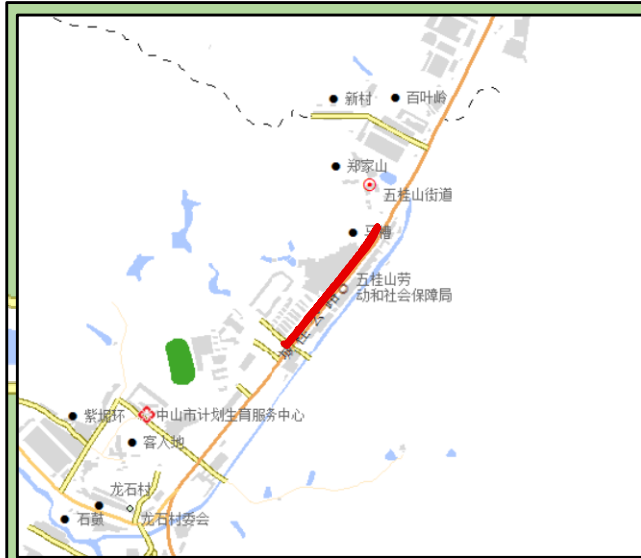 新村
百叶岭
郑家山
五桂山街道
马槽
五桂山劳
动和社会保障局
中山市计划生育服务中心
紫坭环
客人地
龙石村
石鼓
龙石村委会